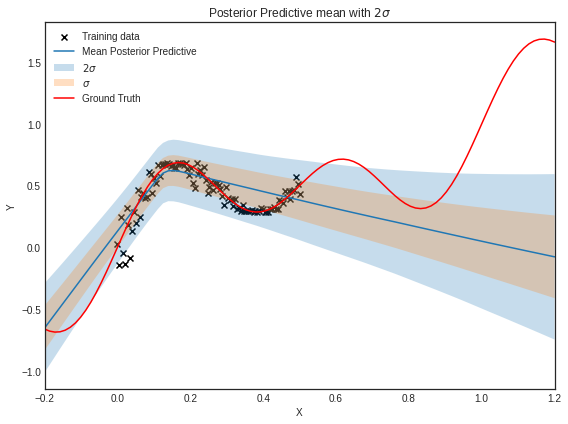 Posterior Predictive mean with 2σ
Training data
Mean Posterior Predictive
2σ
σ
Ground Truth
Y
1.5
1.0
0.5
0.0
−0.5
−1.0
−0.2 0.0 0.2 0.4 0.6 0.8 1.0 1.2
X